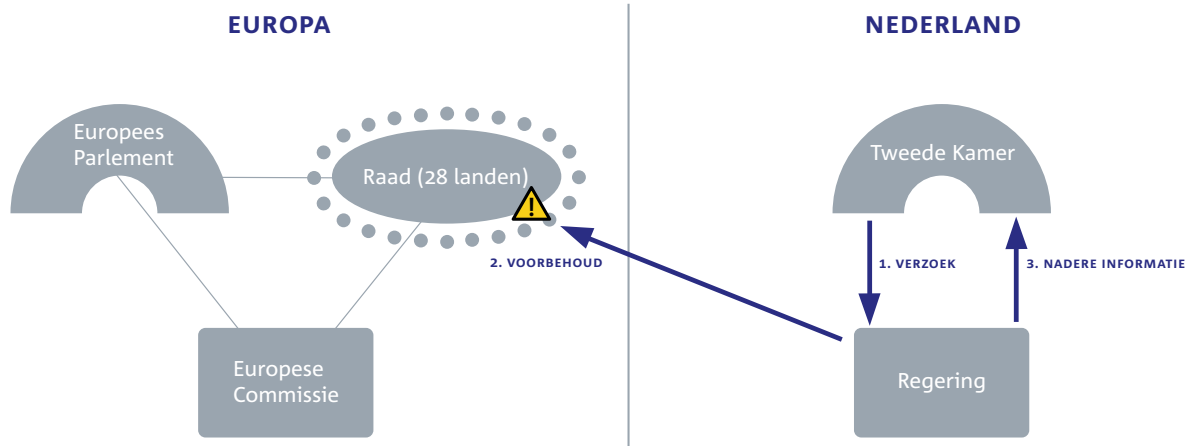 EUROPA
NEDERLAND
Europees
Parlement
Raad (28 landen)
Tweede Kamer
2. VOORBEHOUD
1. VERZOEK
3. NADERE INFORMATIE
Europese
Commissie
Regering